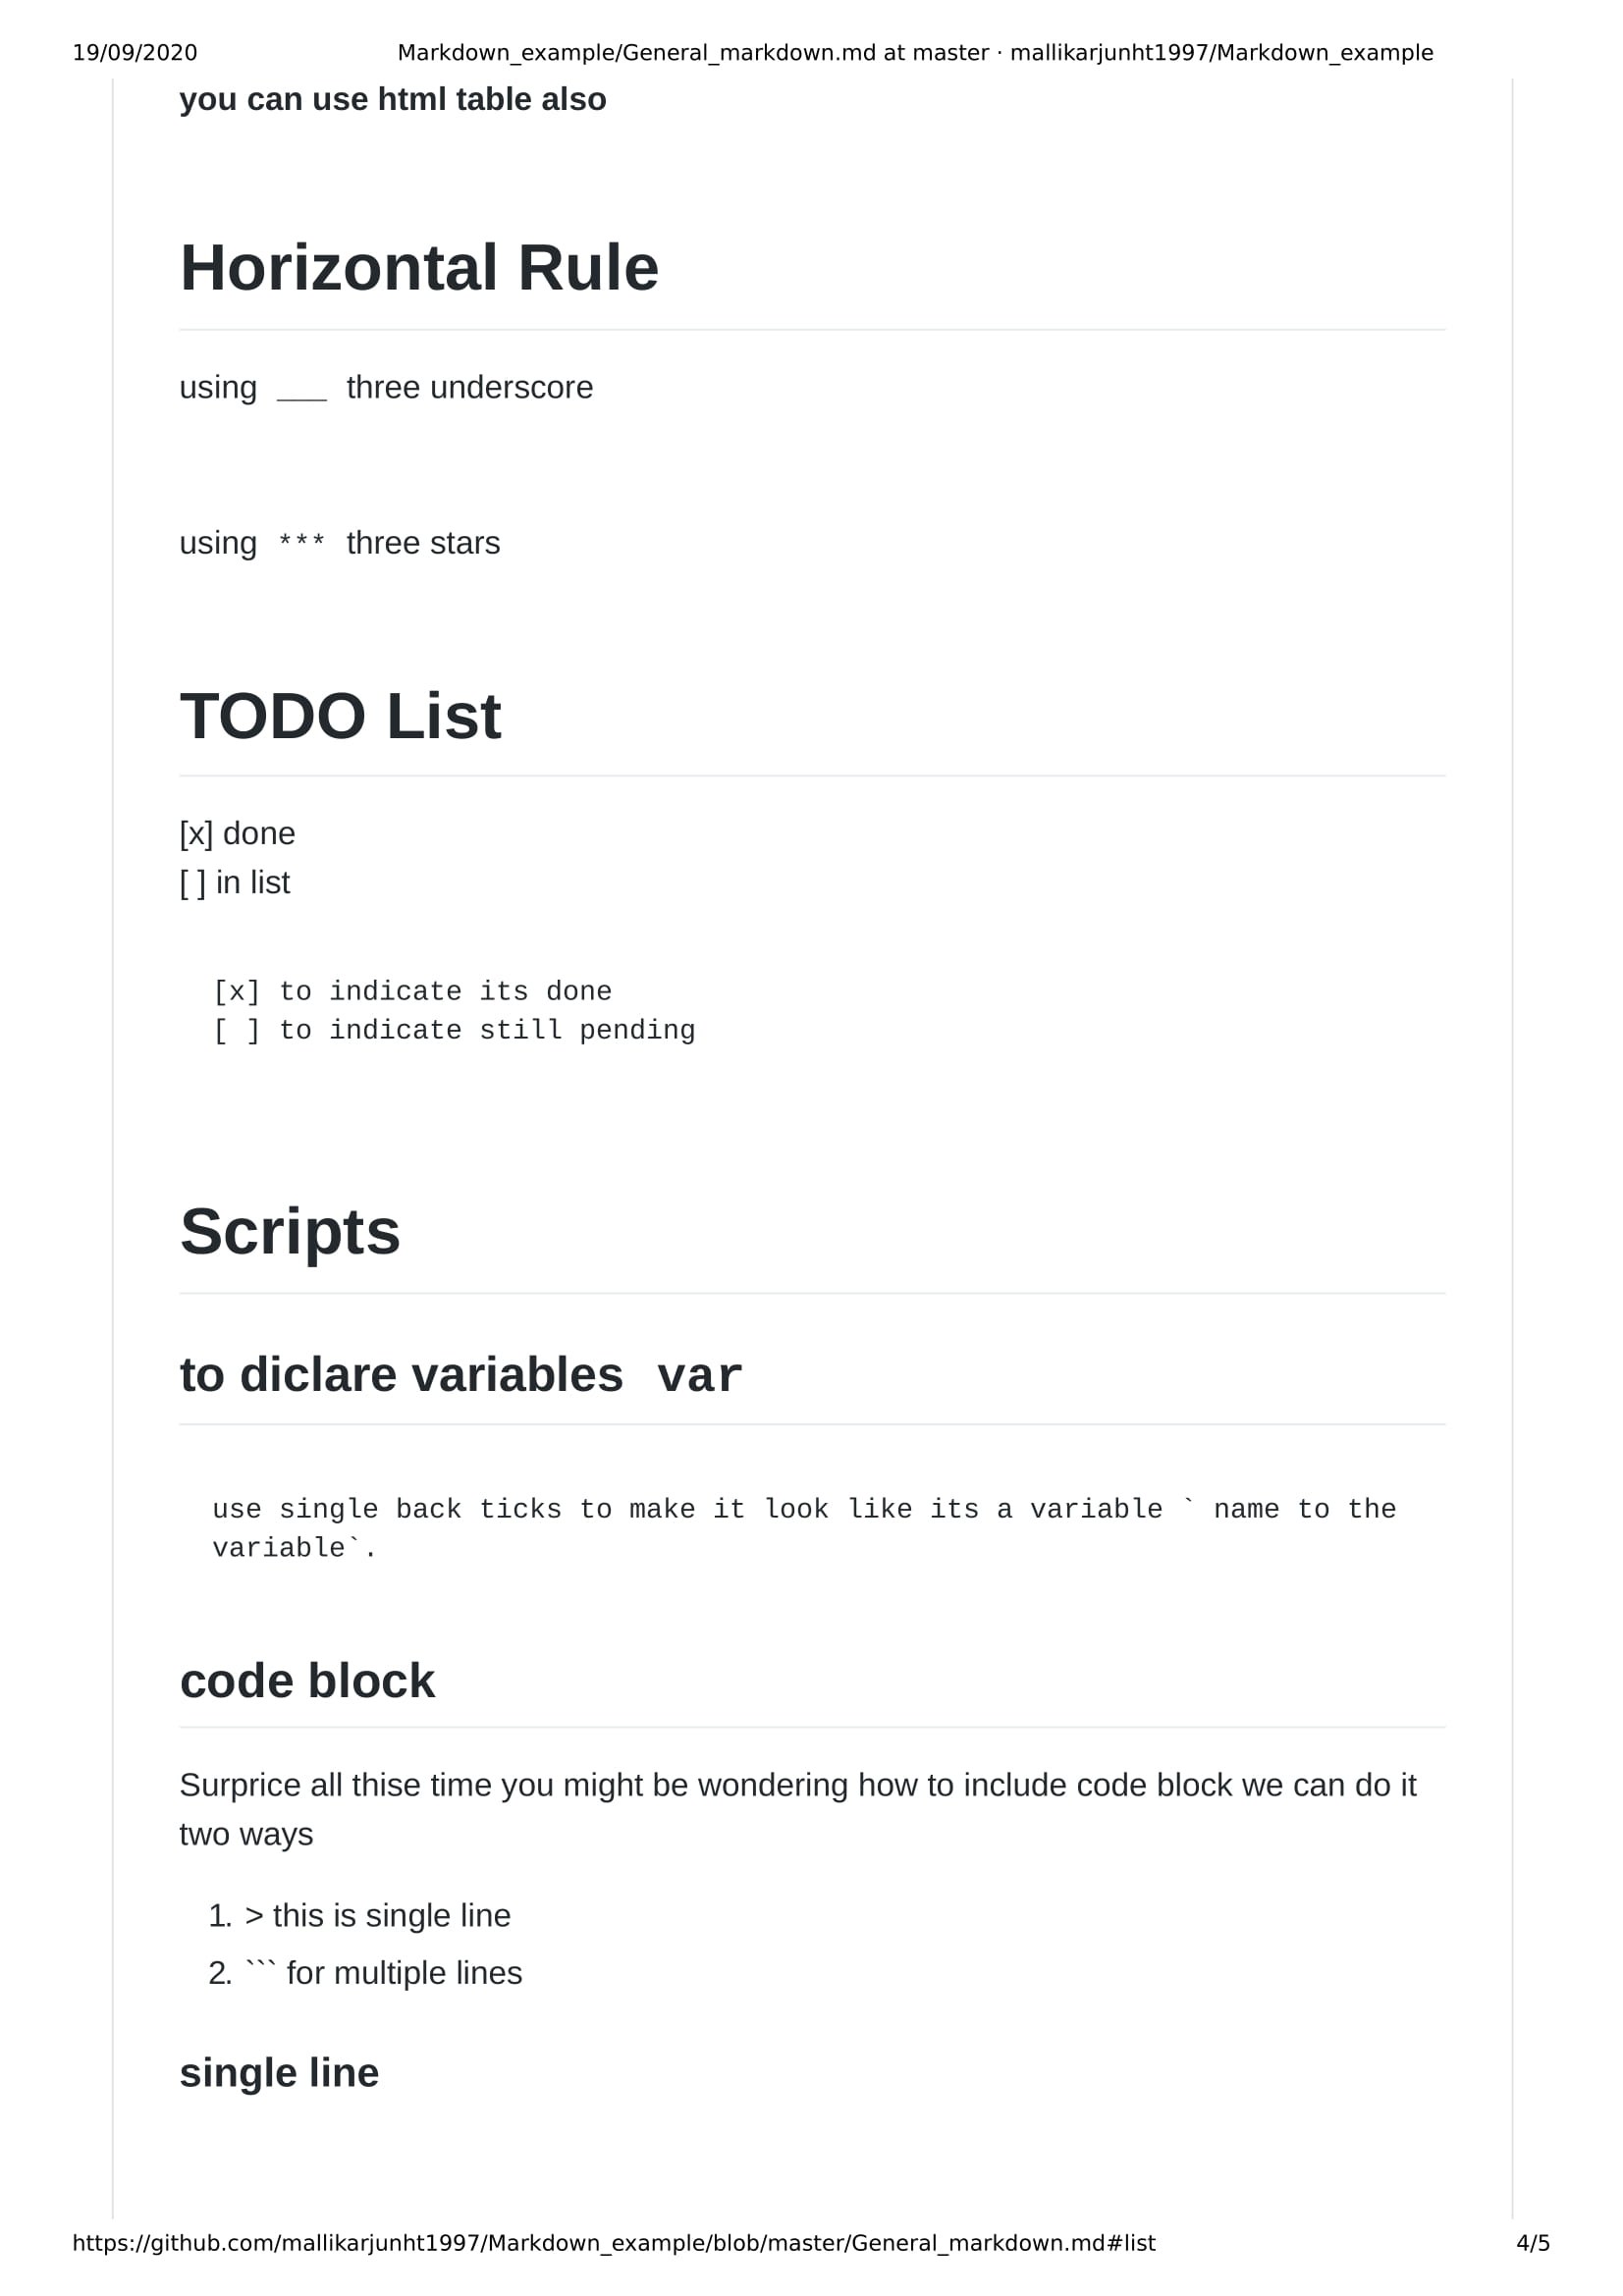 19/09/2020 Markdown_example/General_markdown.md at master · mallikarjunht1997/Markdown_example
you can use html table also
Horizontal Rule
using ___ three underscore
using *** three stars
TODO List
[x] done
[ ] in list
[x] to indicate its done
[ ] to indicate still pending
Scripts
to diclare variables var
use single back ticks to make it look like its a variable ` name to the
variable`.
code block
Surprice all thise time you might be wondering how to include code block we can do it
two ways
1. > this is single line
2. ``` for multiple lines
single line
https://github.com/mallikarjunht1997/Markdown_example/blob/master/General_markdown.md#list 4/5